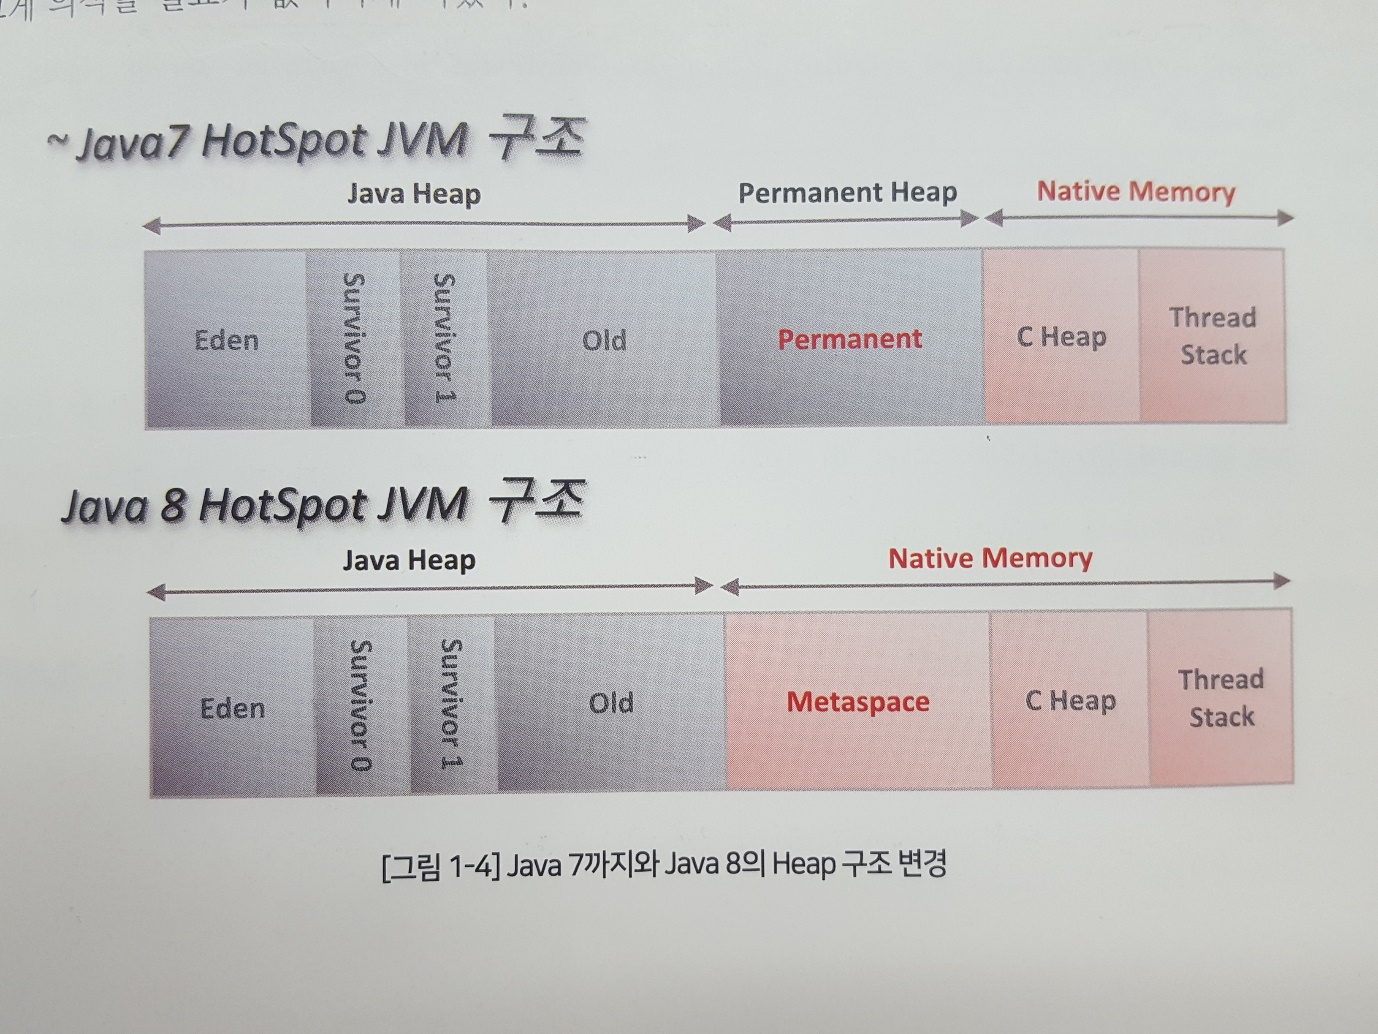 ~ Java7 HotSpot JVM 구조
Java Heap
Permanent Heap
Native Memory
Eden
Survivor 0
Survivor 1
Old
Permanent
C Heap
Thread
Stack
Java 8 HotSpot JVM 구조
Java Heap
Native Memory
Eden
Survivor 0
Survivor 1
Old
Metaspace
C Heap
Thread
Stack
[그림 1-4] Java 7까지와 Java 8의 Heap 구조 변경